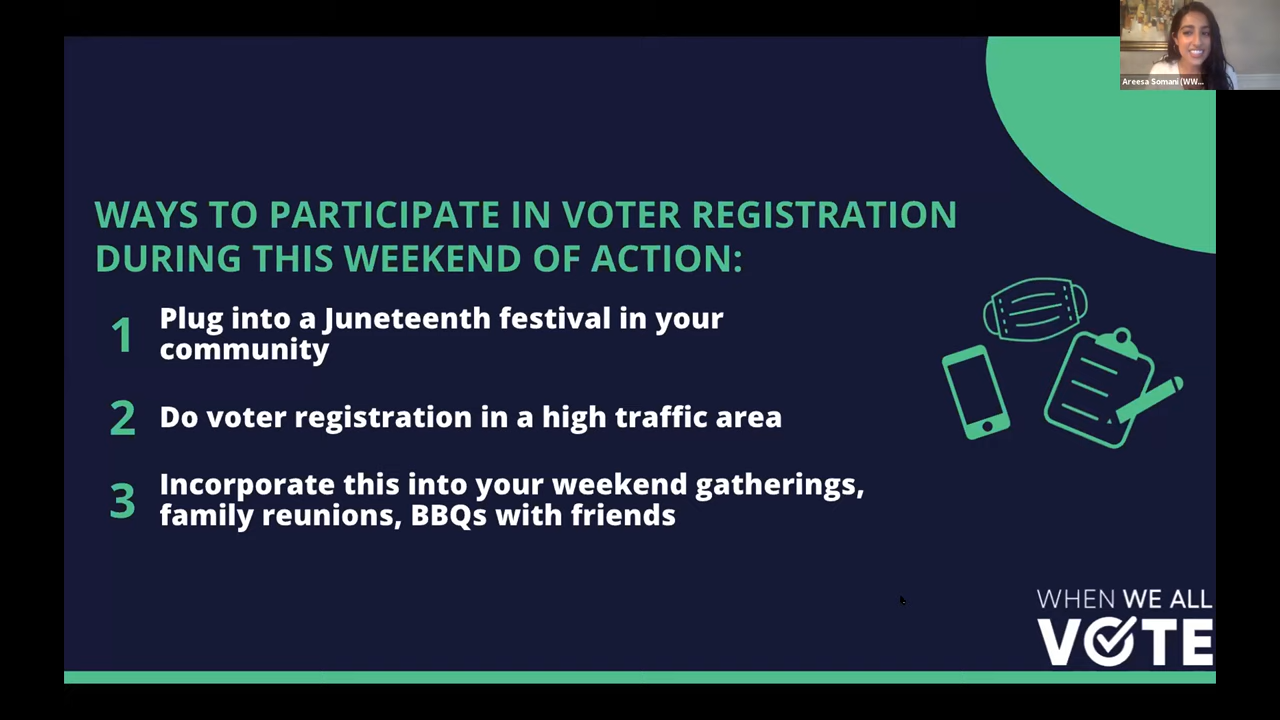 Areesa Somani (WW...
WAYS TO PARTICIPATE IN VOTER REGISTRATION
DURING THIS WEEKEND OF ACTION:
1
Plug into a Juneteenth festival in your
community
2
Do voter registration in a high traffic area
3
Incorporate this into your weekend gatherings,
family reunions, BBQs with friends
WHEN WE ALL
VOTE